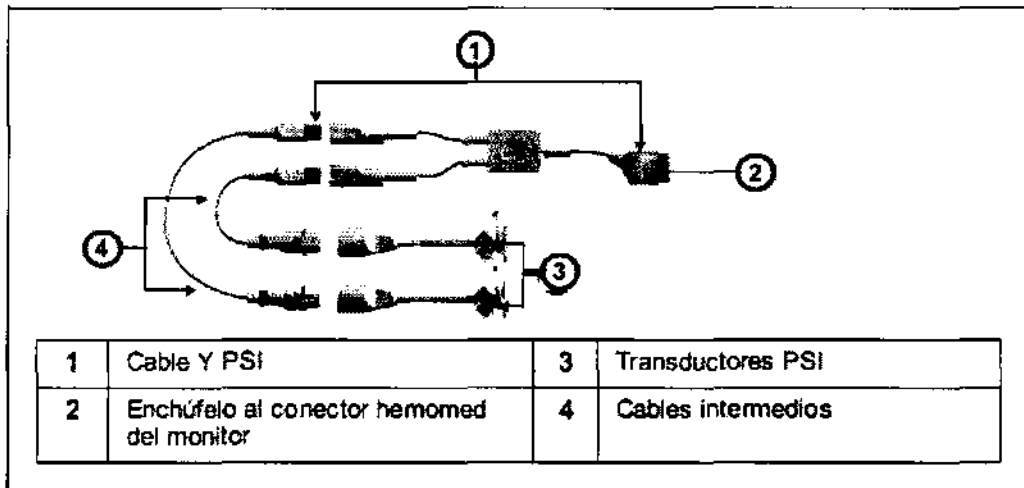 1
2
4
3
1 Cable Y PSI 3 Transductores PSI
2 Enchúfelo al conector hemomed 4 Cables intermedios
del monitor